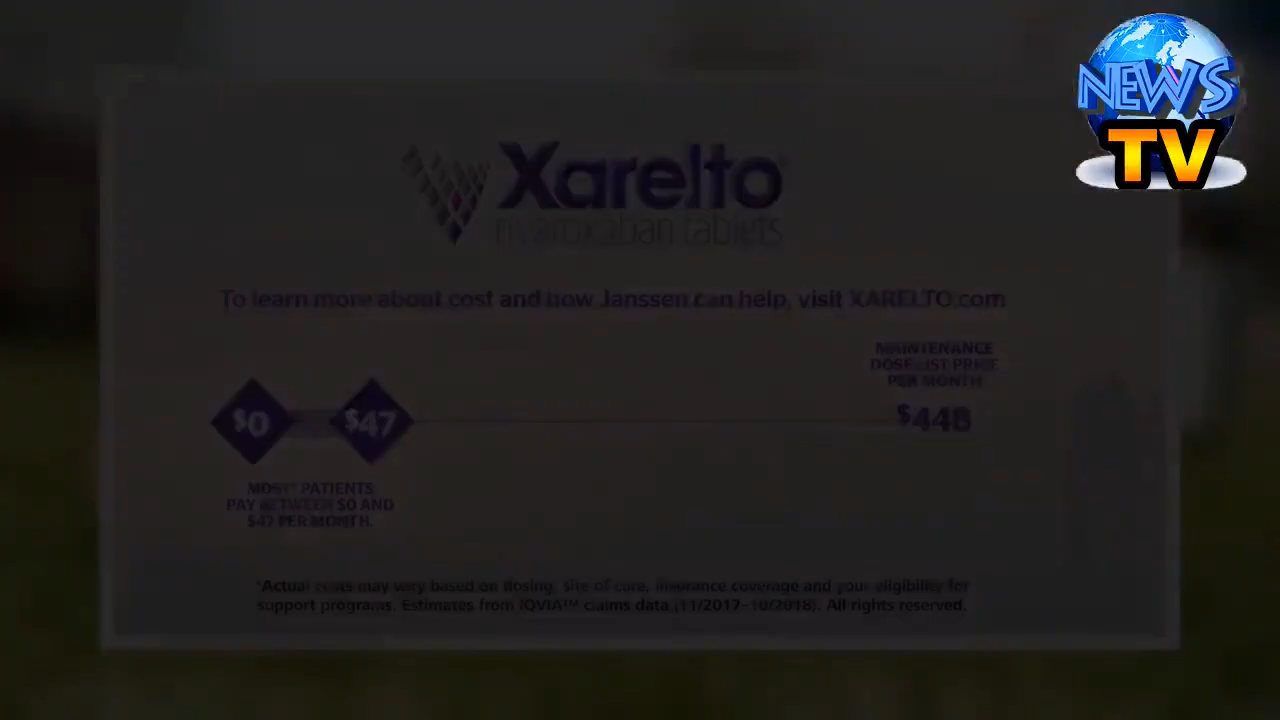 NEWS
TV
Xarelto®
rivaroxaban tablets
To learn more about cost and how Janssen can help, visit XARELTO.com
MAINTENANCE
DOSE LIST PRICE
PER MONTH
$0
$47
$448
MOST* PATIENTS
PAY BETWEEN $0 AND
$47 PER MONTH.
*Actual costs may vary based on dosing, site of care, insurance coverage and your eligibility for
support programs. Estimates from IQVIA™ claims data (11/2017–10/2018). All rights reserved.